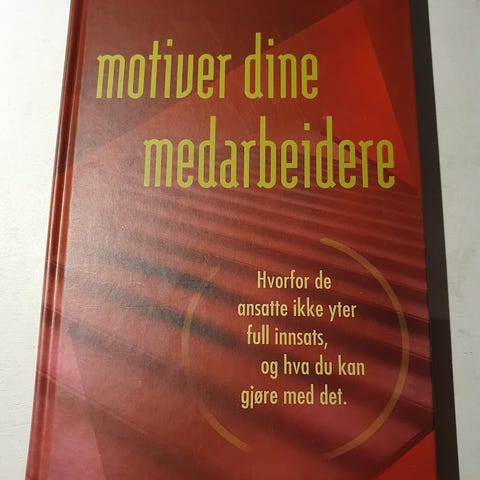 motiver dine
medarbeidere
Hvorfor de
ansatte ikke yter
full innsats,
og hva du kan
gjøre med det.